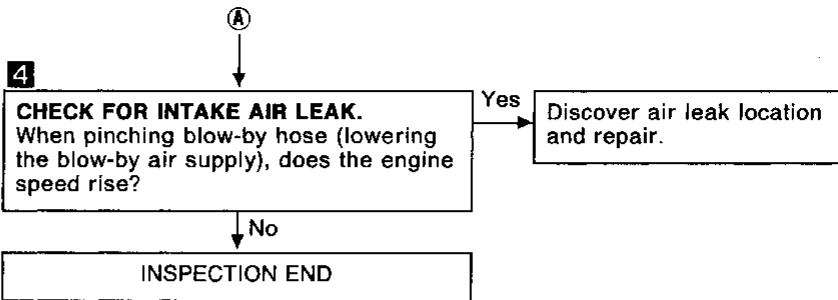 Ⓐ
4
CHECK FOR INTAKE AIR LEAK.
When pinching blow-by hose (lowering
the blow-by air supply), does the engine
speed rise?
Yes
Discover air leak location
and repair.
No
INSPECTION END